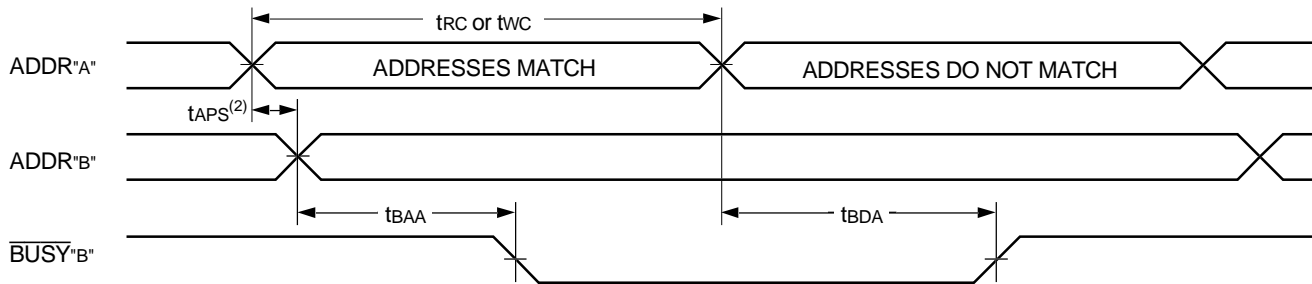 tRC or tWC
ADDR"A"
ADDRESSES MATCH
ADDRESSES DO NOT MATCH
tAPS(2)
ADDR"B"
tBAA
tBDA
BUSY"B"